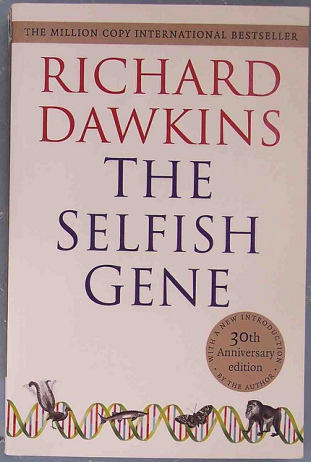 THE MILLION COPY INTERNATIONAL BESTSELLER
RICHARD
DAWKINS
THE
SELFISH
GENE
WITH A NEW INTRODUCTION
30th
Anniversary
edition
BY THE AUTHOR